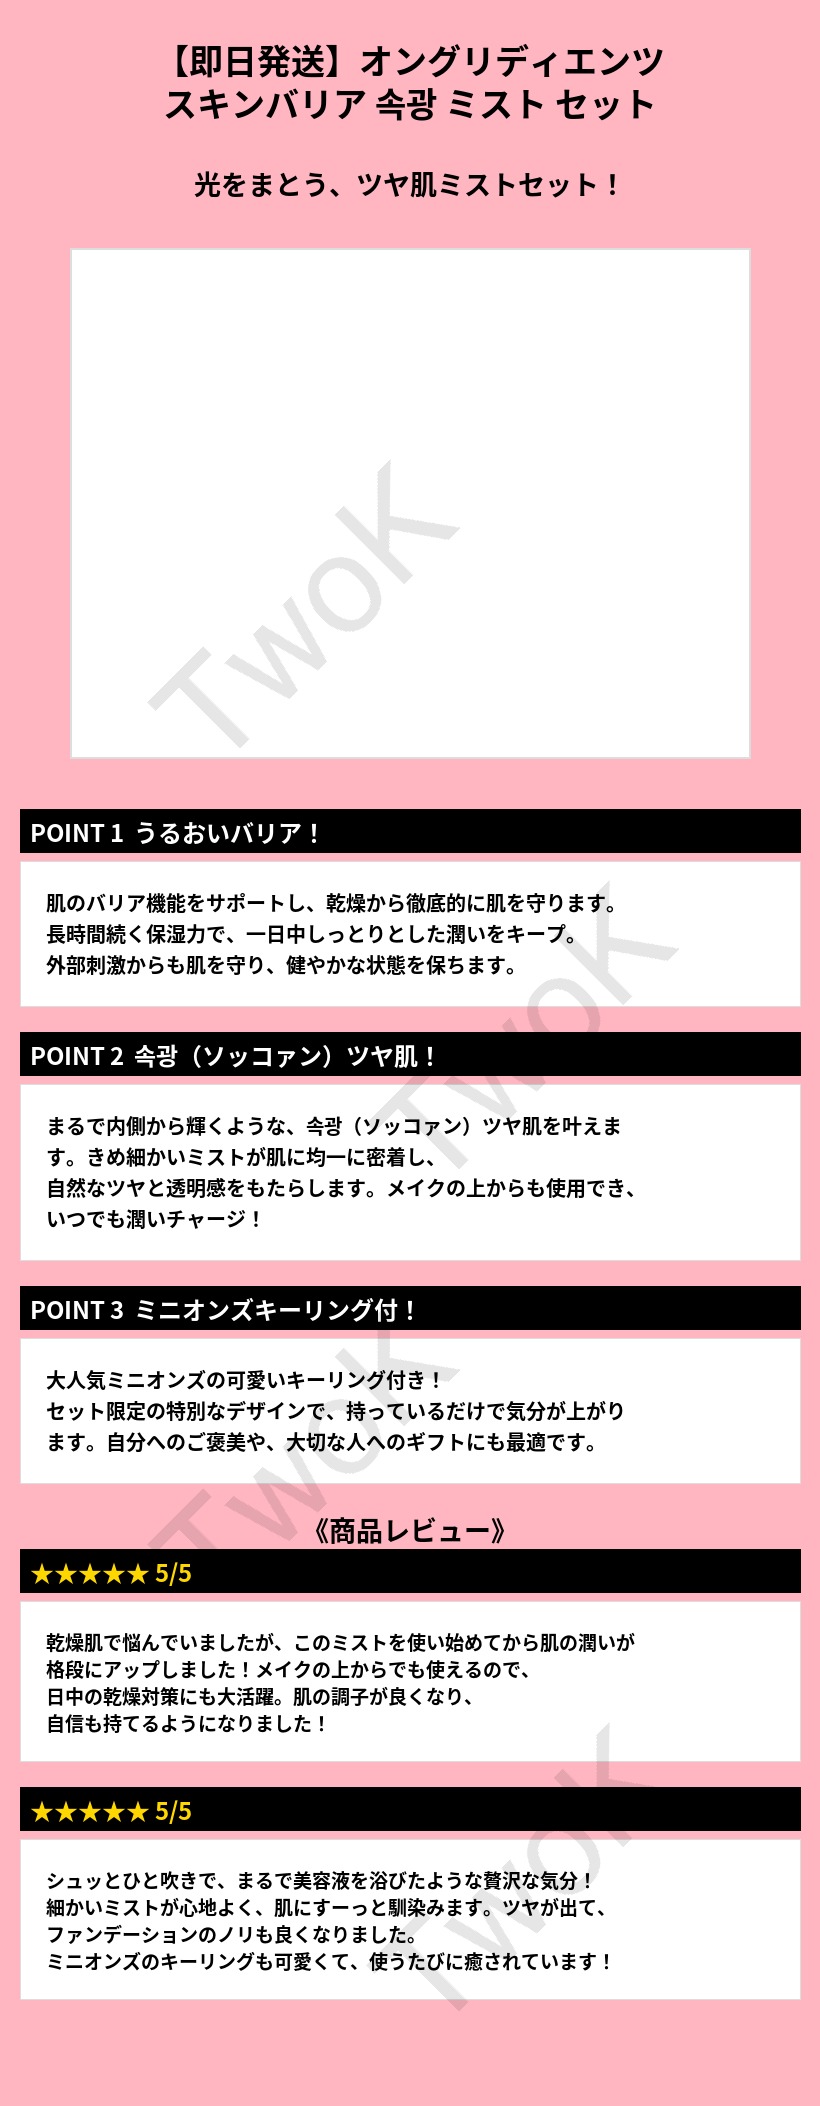 【即日発送】オングリディエンツ
スキンバリア 속광 ミスト セット
光をまとう、ツヤ肌ミストセット！
TwoK
POINT 1 うるおいバリア！
肌のバリア機能をサポートし、乾燥から徹底的に肌を守ります。
長時間続く保湿力で、一日中しっとりとした潤いをキープ。
外部刺激からも肌を守り、健やかな状態を保ちます。
TwoK
POINT 2 속광（ソッコァン）ツヤ肌！
まるで内側から輝くような、속광（ソッコァン）ツヤ肌を叶えま
す。きめ細かいミストが肌に均一に密着し、
自然なツヤと透明感をもたらします。メイクの上からも使用でき、
いつでも潤いチャージ！
POINT 3 ミニオンズキーリング付！
大人気ミニオンズの可愛いキーリング付き！
セット限定の特別なデザインで、持っているだけで気分が上がり
ます。自分へのご褒美や、大切な人へのギフトにも最適です。
TwoK
《商品レビュー》
★★★★★ 5/5
乾燥肌で悩んでいましたが、このミストを使い始めてから肌の潤いが
格段にアップしました！メイクの上からでも使えるので、
日中の乾燥対策にも大活躍。肌の調子が良くなり、
自信も持てるようになりました！
★★★★★ 5/5
シュッとひと吹きで、まるで美容液を浴びたような贅沢な気分！
細かいミストが心地よく、肌にすーっと馴染みます。ツヤが出て、
ファンデーションのノリも良くなりました。
ミニオンズのキーリングも可愛くて、使うたびに癒されています！
TwoK